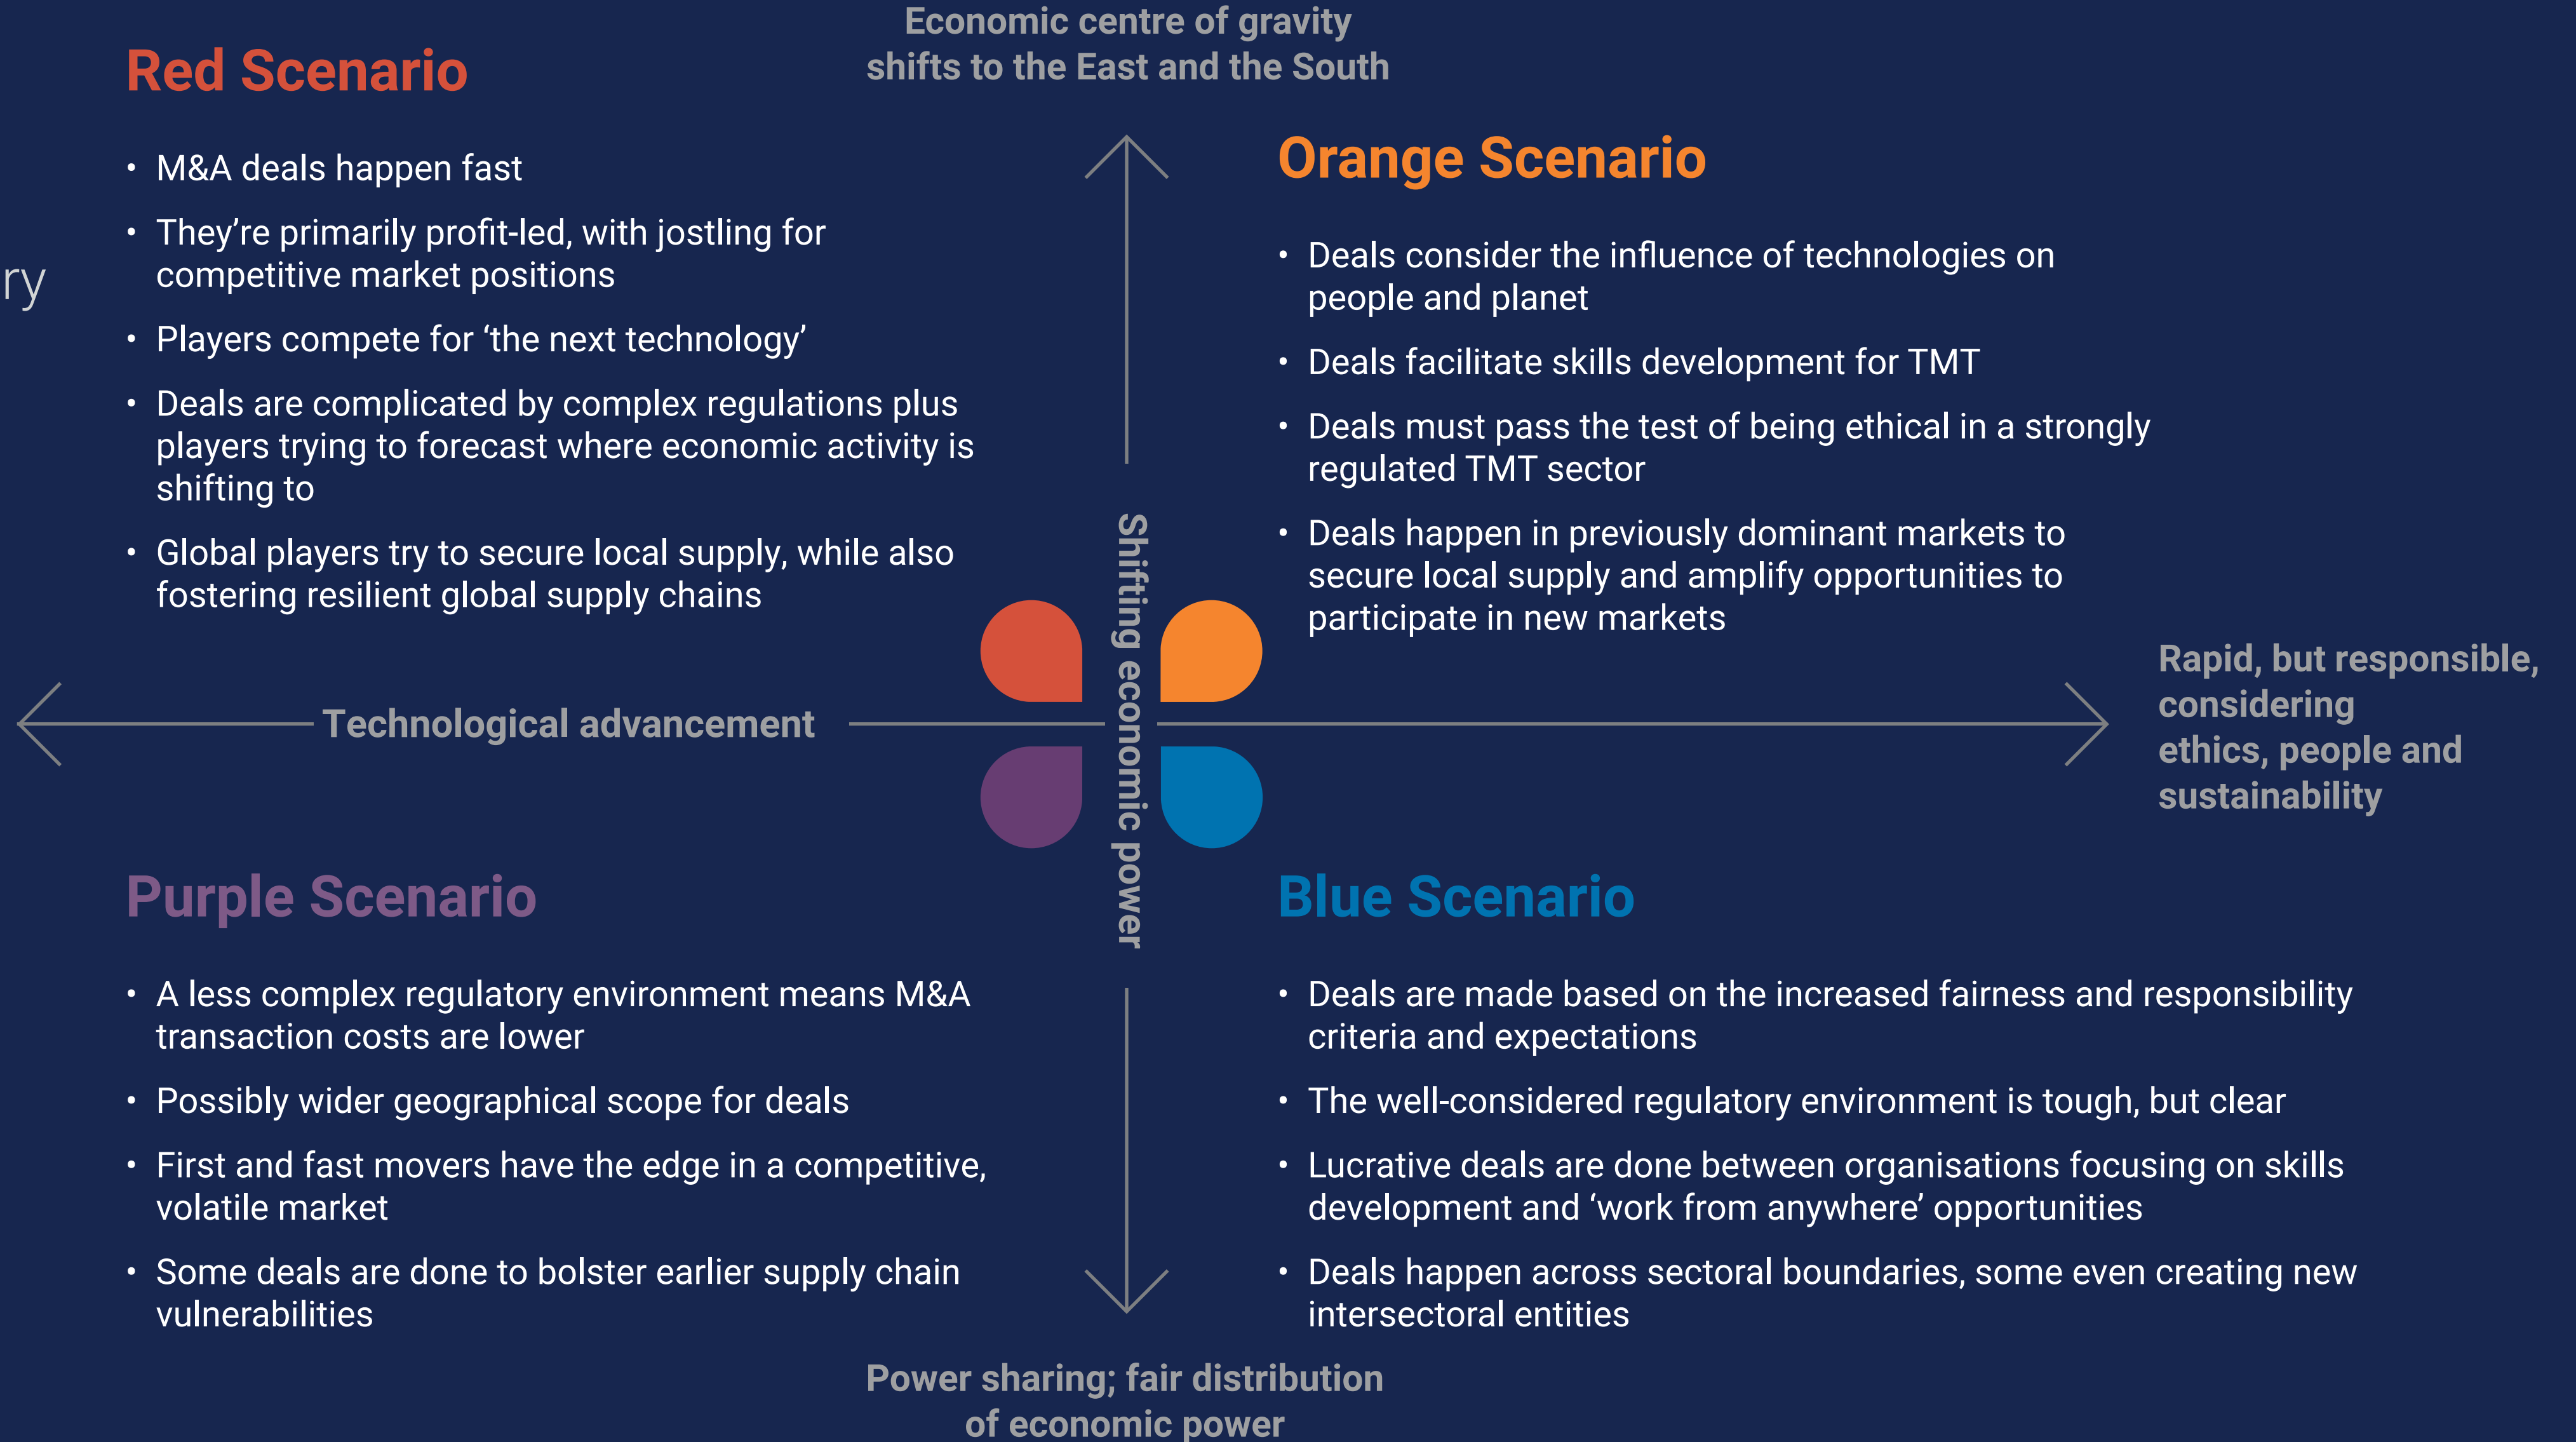 Economic centre of gravity
shifts to the East and the South
Red Scenario
• M&A deals happen fast
• They’re primarily profit-led, with jostling for
competitive market positions
• Players compete for ‘the next technology’
• Deals are complicated by complex regulations plus
players trying to forecast where economic activity is
shifting to
• Global players try to secure local supply, while also
fostering resilient global supply chains
ry
Orange Scenario
• Deals consider the influence of technologies on
people and planet
• Deals facilitate skills development for TMT
• Deals must pass the test of being ethical in a strongly
regulated TMT sector
• Deals happen in previously dominant markets to
secure local supply and amplify opportunities to
participate in new markets
Technological advancement
Shifting economic power
Rapid, but responsible,
considering
ethics, people and
sustainability
Purple Scenario
• A less complex regulatory environment means M&A
transaction costs are lower
• Possibly wider geographical scope for deals
• First and fast movers have the edge in a competitive,
volatile market
• Some deals are done to bolster earlier supply chain
vulnerabilities
Blue Scenario
• Deals are made based on the increased fairness and responsibility
criteria and expectations
• The well-considered regulatory environment is tough, but clear
• Lucrative deals are done between organisations focusing on skills
development and ‘work from anywhere’ opportunities
• Deals happen across sectoral boundaries, some even creating new
intersectoral entities
Power sharing; fair distribution
of economic power